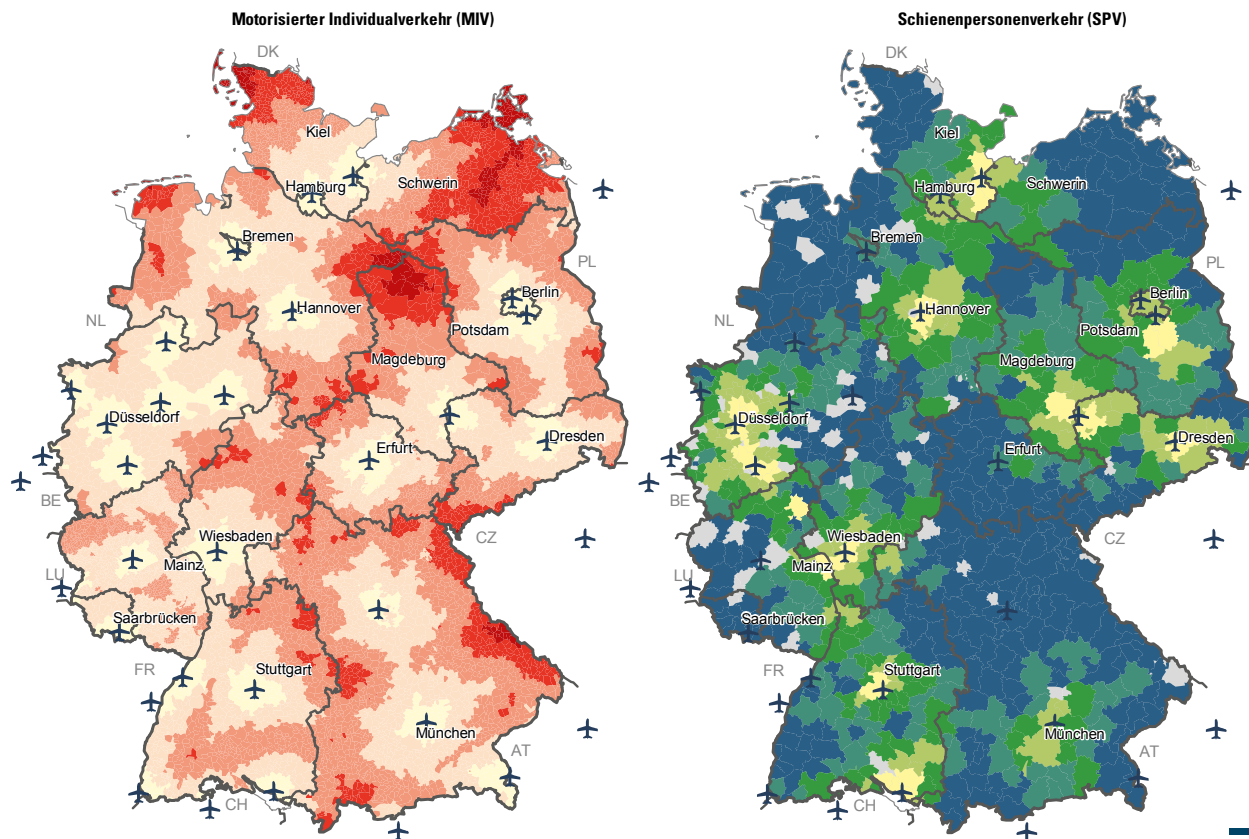 Motorisierter Individualverkehr (MIV)
DK
Kiel
Hamburg
Schwerin
Bremen
PL
Berlin
Hannover
NL
Potsdam
Magdeburg
Düsseldorf
Dresden
Erfurt
BE
Wiesbaden
CZ
Mainz
LU
Saarbrücken
FR
Stuttgart
München
AT
CH
Schienenpersonenverkehr (SPV)
DK
Kiel
Hamburg
Schwerin
Bremen
PL
Berlin
Hannover
NL
Potsdam
Magdeburg
Düsseldorf
Dresden
Erfurt
BE
Wiesbaden
CZ
Mainz
LU
Saarbrücken
FR
Stuttgart
München
AT
CH